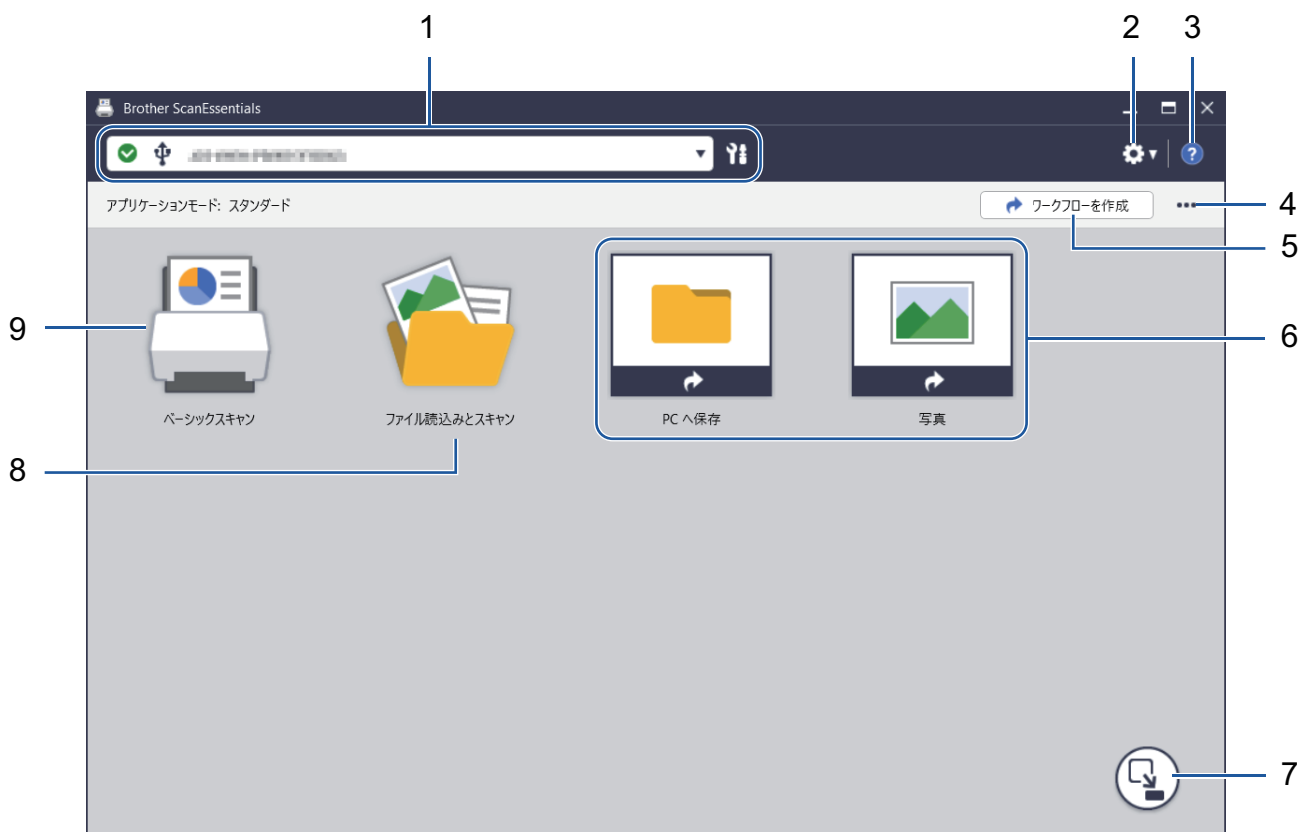 1
2
3
Brother ScanEssentials
アプリケーションモード: スタンダード
ワークフローを作成
4
5
9
6
ベーシックスキャン
ファイル読込みとスキャン
PC へ保存
写真
8
7